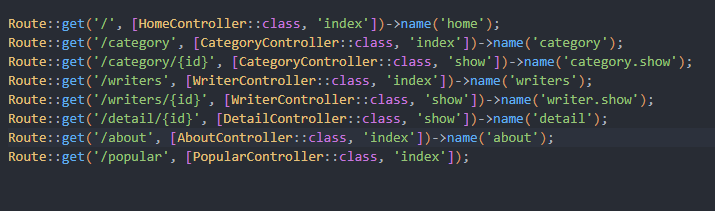 Route::get('/', [HomeController::class, 'index'])->name('home');
Route::get('/category', [CategoryController::class, 'index'])->name('category');
Route::get('/category/{id}', [CategoryController::class, 'show'])->name('category.show');
Route::get('/writers', [WriterController::class, 'index'])->name('writers');
Route::get('/writers/{id}', [WriterController::class, 'show'])->name('writer.show');
Route::get('/detail/{id}', [DetailController::class, 'show'])->name('detail');
Route::get('/about', [AboutController::class, 'index'])->name('about');
Route::get('/popular', [PopularController::class, 'index']);